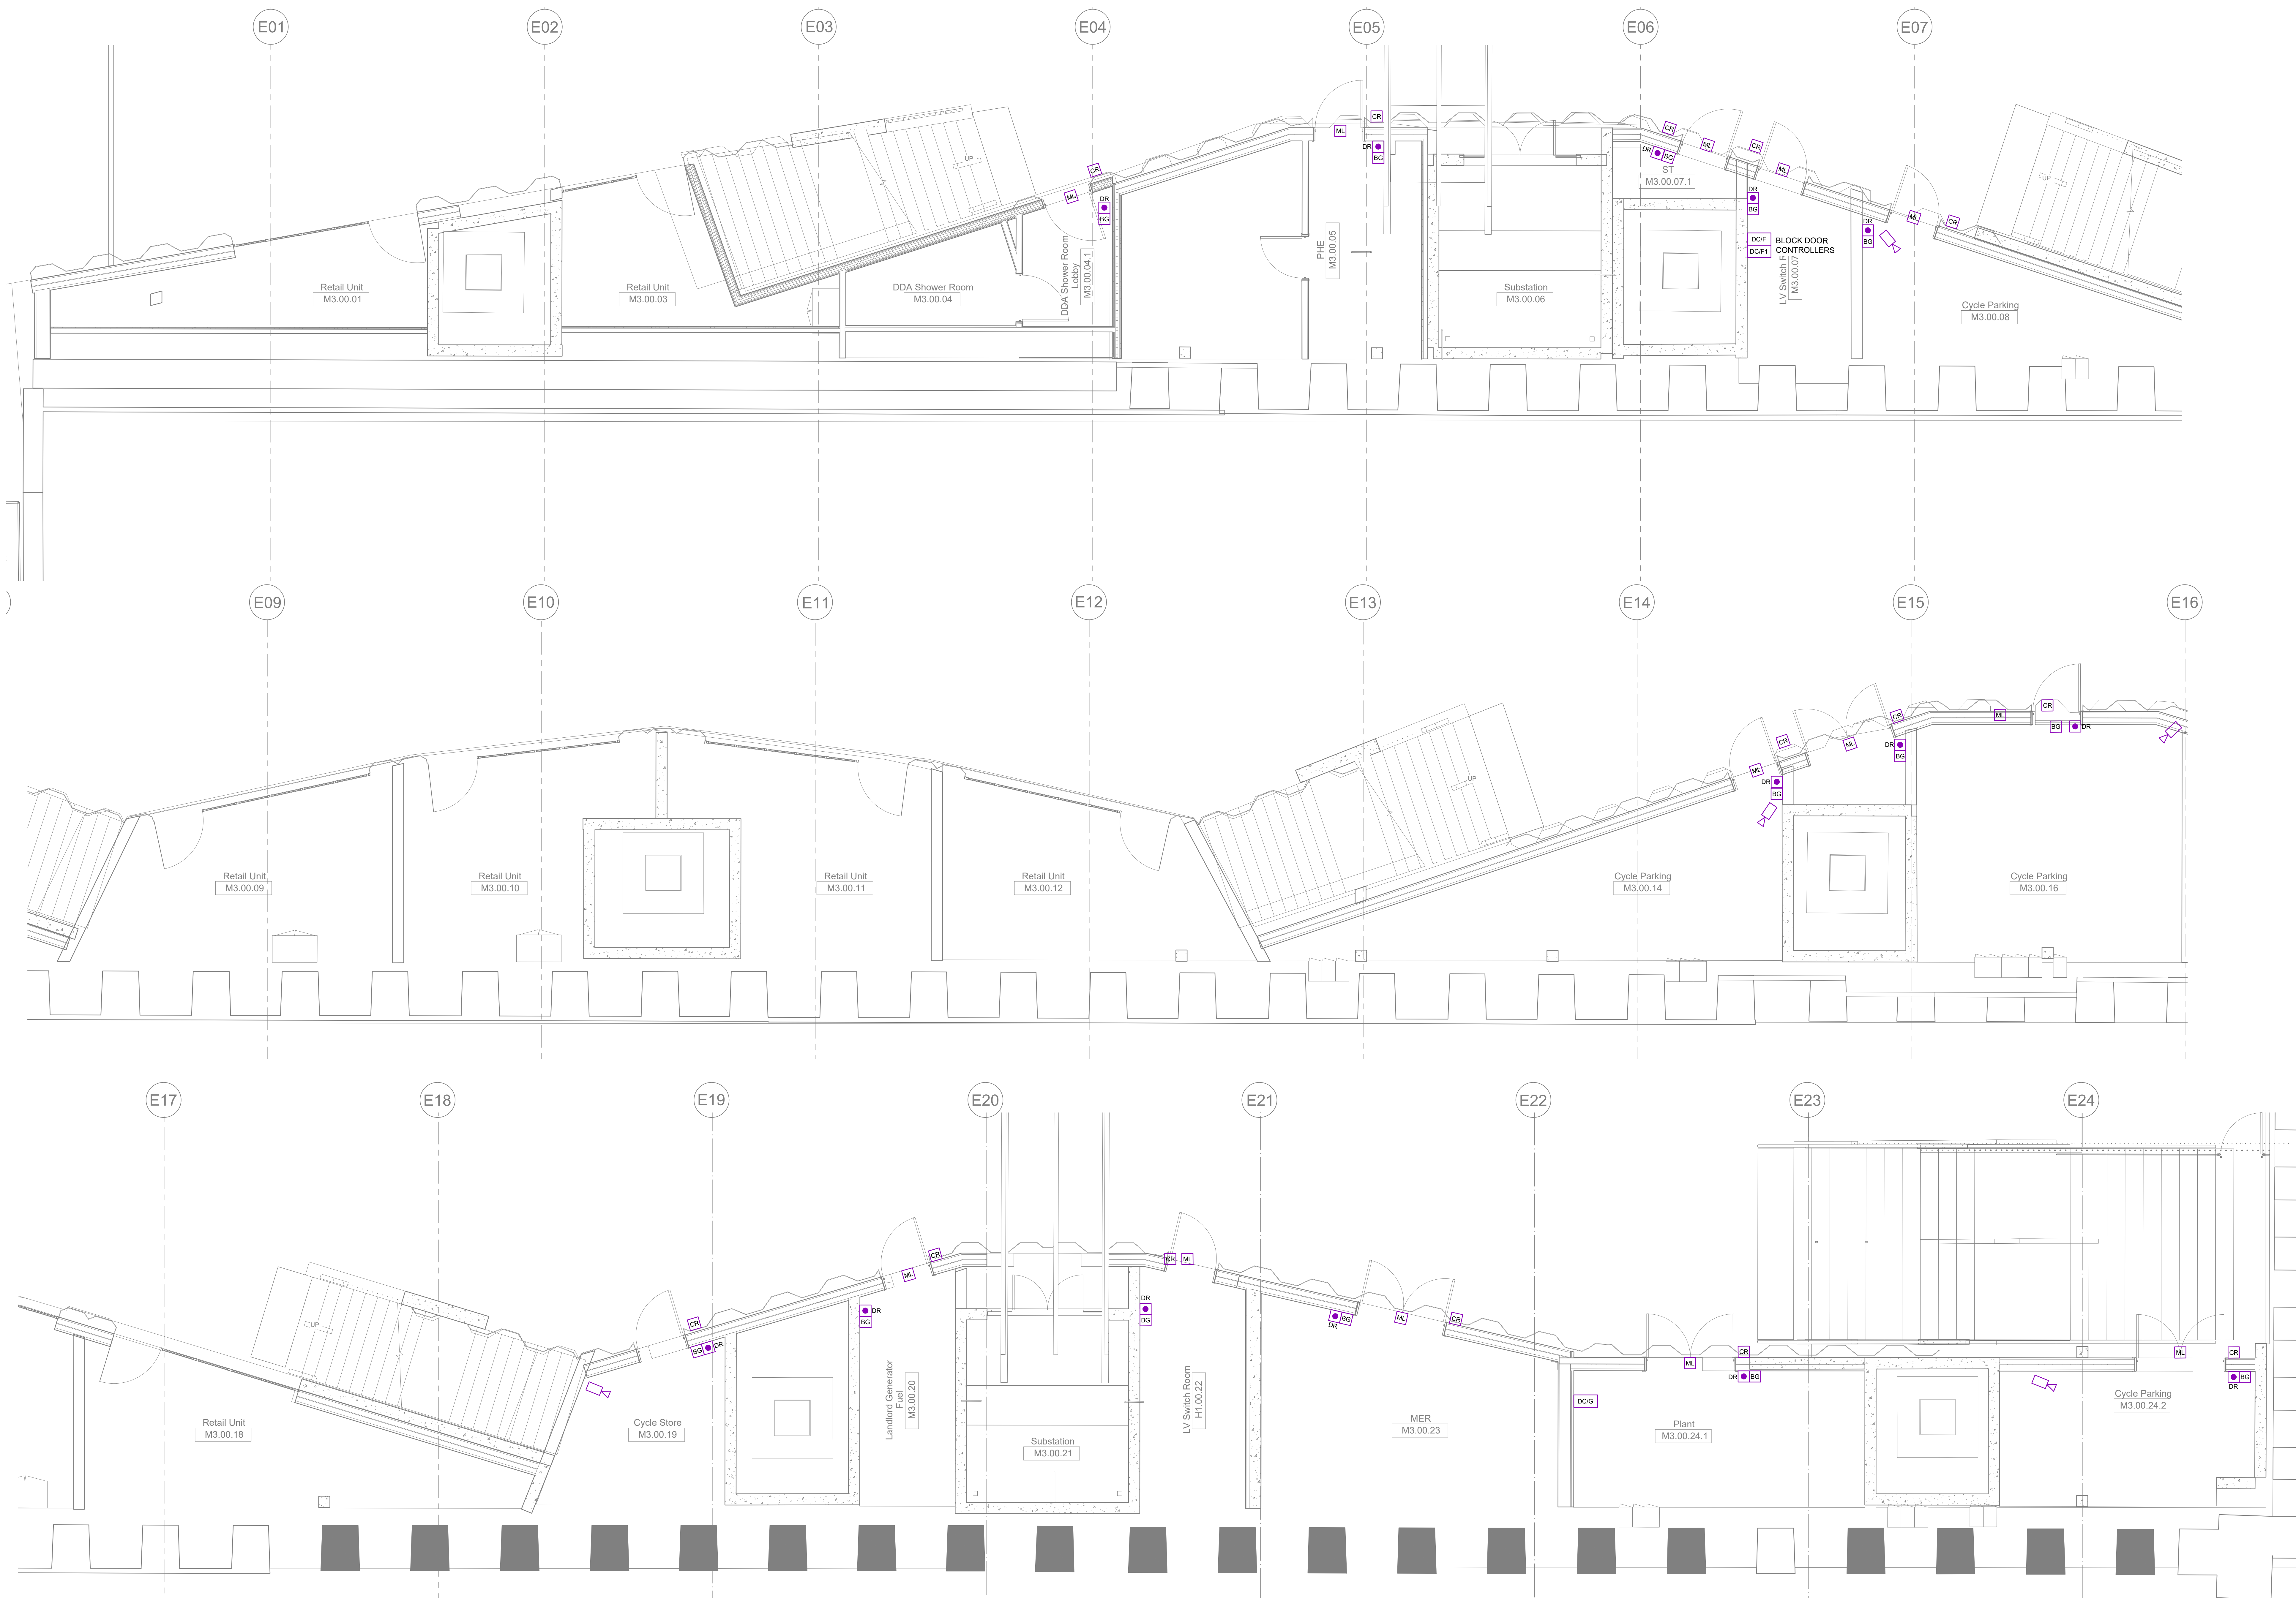 E01
E02
E03
E04
E05
E06
E07
CR
ML
DR
BG
UP
CR
ML
DR
BG
CR
ML
DR
BG
ST
M3.00.07.1
CR
ML
DR
BG
ML
CR
DR
BG
UP
DC/F
DC/F1
BLOCK DOOR
CONTROLLERS
Retail Unit
M3.00.01
Retail Unit
M3.00.03
DDA Shower Room
M3.00.04
DDA Shower Room
Lobby
M3.00.04.1
PHE
M3.00.05
Substation
M3.00.06
M3.00.07
Cycle Parking
M3.00.08
E09
E10
E11
E12
E13
E14
E15
E16
UP
CR
ML
DR
BG
CR
ML
DR
BG
CR
ML
BG
DR
Retail Unit
M3.00.09
Retail Unit
M3.00.10
Retail Unit
M3.00.11
Retail Unit
M3.00.12
Cycle Parking
M3.00.14
Cycle Parking
M3.00.16
E17
E18
E19
E20
E21
E22
E23
E24
UP
CR
BG
DR
CR
ML
DR
BG
DR
ML
DR
BG
BG
DR
ML
CR
ML
CR
DR
BG
ML
CR
BG
DR
DC/G
Retail Unit
M3.00.18
Cycle Store
M3.00.19
Landlord Generator
Fuel
M3.00.20
Substation
M3.00.21
LV Switch Room
H1.00.22
MER
M3.00.23
Plant
M3.00.24.1
Cycle Parking
M3.00.24.2